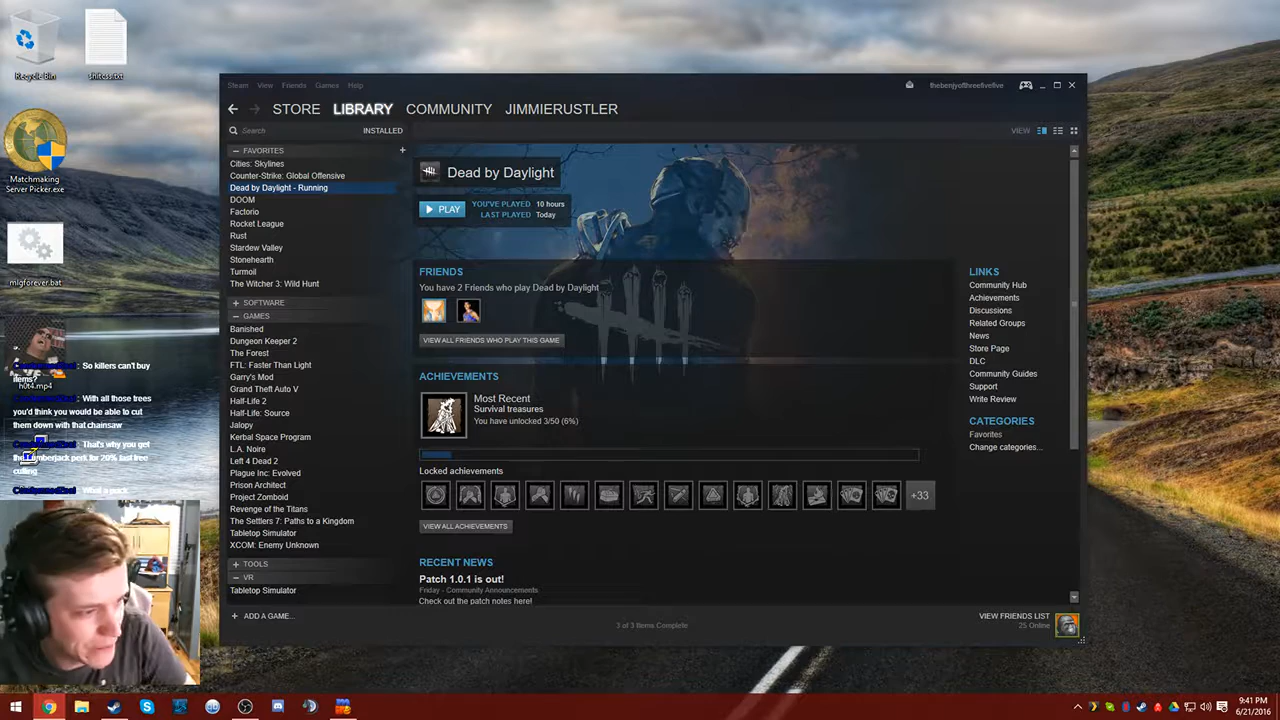 Recycle Bin
shitcss.txt
Matchmaking
Server Picker.exe
mlgforever.bat
h0t4.mp4
So killers can't buy
items?
With all those trees
you'd think you would be able to cut
them down with that chainsaw
That's why you get
the lumberjack perk for 20% fast tree
culling
Steam View Friends Games Help
thebenjyofthreefivefive
STORE LIBRARY COMMUNITY JIMMIERUSTLER
Search INSTALLED
VIEW
FAVORITES
Cities: Skylines
Counter-Strike: Global Offensive
Dead by Daylight - Running
DOOM
Factorio
Rocket League
Rust
Stardew Valley
Stonehearth
Turmoil
The Witcher 3: Wild Hunt
SOFTWARE
GAMES
Banished
Dungeon Keeper 2
The Forest
FTL: Faster Than Light
Garry's Mod
Grand Theft Auto V
Half-Life 2
Half-Life: Source
Jalopy
Kerbal Space Program
L.A. Noire
Left 4 Dead 2
Plague Inc: Evolved
Prison Architect
Project Zomboid
Revenge of the Titans
The Settlers 7: Paths to a Kingdom
Tabletop Simulator
XCOM: Enemy Unknown
TOOLS
VR
Tabletop Simulator
ADD A GAME...
Dead by Daylight
PLAY
YOU'VE PLAYED 10 hours
LAST PLAYED Today
FRIENDS
You have 2 Friends who play Dead by Daylight
VIEW ALL FRIENDS WHO PLAY THIS GAME
ACHIEVEMENTS
Most Recent
Survival treasures
You have unlocked 3/50 (6%)
Locked achievements
+33
VIEW ALL ACHIEVEMENTS
RECENT NEWS
Patch 1.0.1 is out!
Friday - Community Announcements
Check out the patch notes here!
LINKS
Community Hub
Achievements
Discussions
Related Groups
News
Store Page
DLC
Community Guides
Support
Write Review
CATEGORIES
Favorites
Change categories...
3 of 3 Items Complete
VIEW FRIENDS LIST
25 Online
9:41 PM
6/21/2016